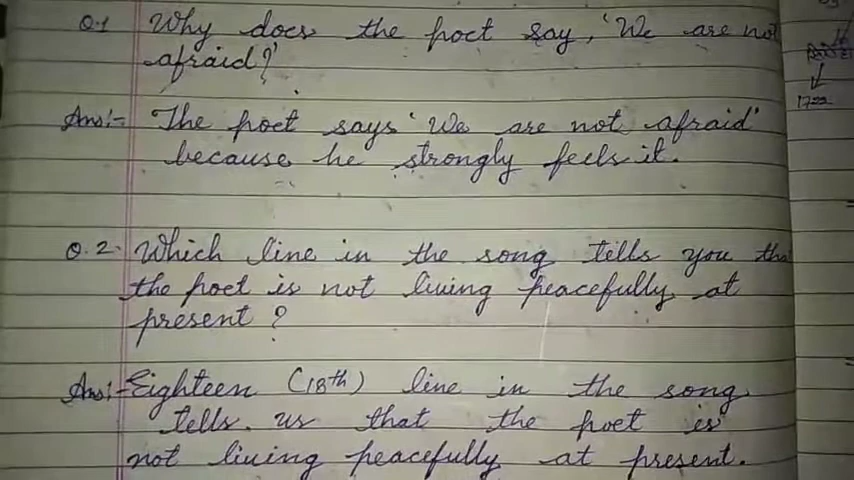 Q.1 Why does the poet say, 'We are not
afraid?'
Ans:- The poet says 'We are not afraid'
because he strongly feels it.
Q.2. Which line in the song tells you tha
the poet is not living peacefully at
present ?
Ans:- Eighteen (18th) line in the song
tells us that the poet is
not living peacefully at present.